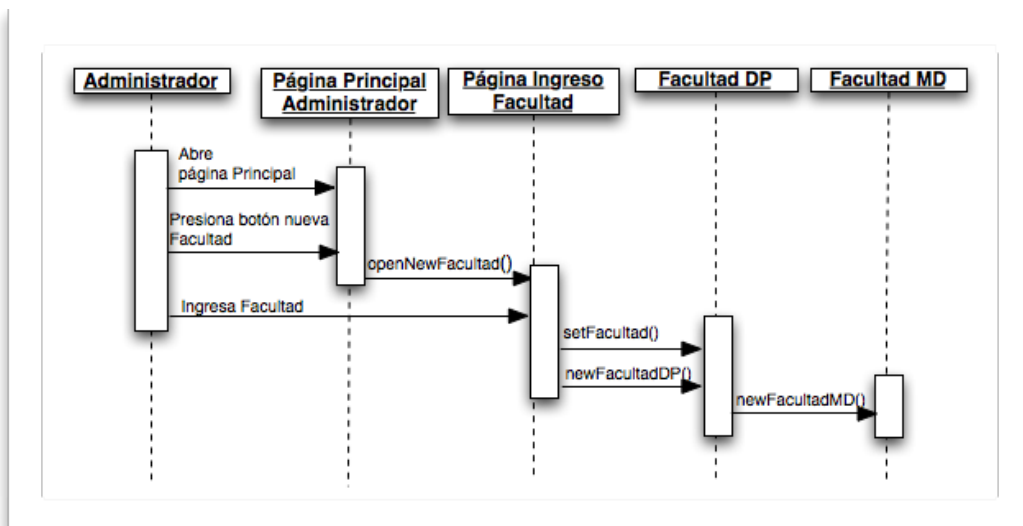 Administrador
Página Principal
Administrador
Página Ingreso
Facultad
Facultad DP
Facultad MD
Abre
página Principal
Presiona botón nueva
Facultad
openNewFacultad()
Ingresa Facultad
setFacultad()
newFacultadDP()
newFacultadMD()